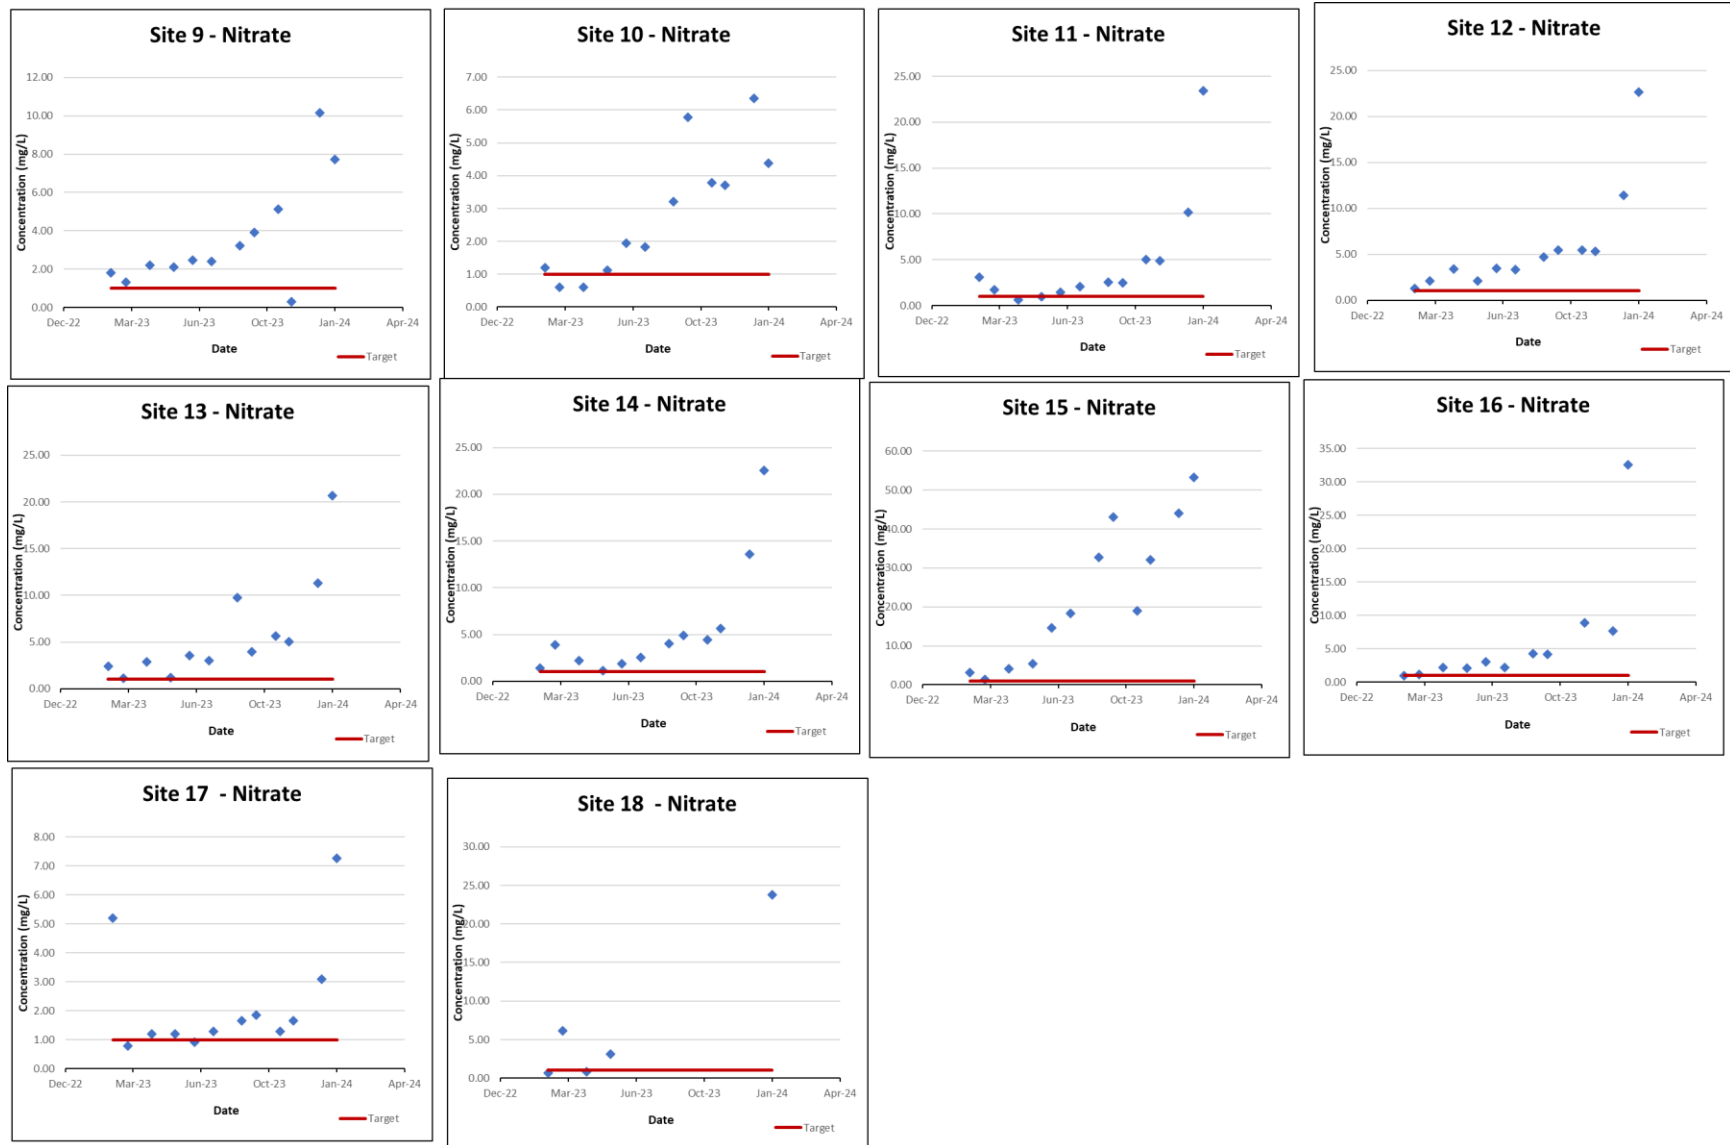 Site 9 - Nitrate
12.00
10.00
8.00
6.00
4.00
2.00
0.00
Concentration (mg/L)
Dec-22 Mar-23 Jun-23 Oct-23 Jan-24 Apr-24
Date
Target
Site 10 - Nitrate
7.00
6.00
5.00
4.00
3.00
2.00
1.00
0.00
Concentration (mg/L)
Dec-22 Mar-23 Jun-23 Oct-23 Jan-24 Apr-24
Date
Target
Site 11 - Nitrate
25.00
20.00
15.00
10.00
5.00
0.00
Concentration (mg/L)
Dec-22 Mar-23 Jun-23 Oct-23 Jan-24 Apr-24
Date
Target
Site 12 - Nitrate
25.00
20.00
15.00
10.00
5.00
0.00
Concentration (mg/L)
Dec-22 Mar-23 Jun-23 Oct-23 Jan-24 Apr-24
Date
Target
Site 13 - Nitrate
25.00
20.00
15.00
10.00
5.00
0.00
Concentration (mg/L)
Dec-22 Mar-23 Jun-23 Oct-23 Jan-24 Apr-24
Date
Target
Site 14 - Nitrate
25.00
20.00
15.00
10.00
5.00
0.00
Concentration (mg/L)
Dec-22 Mar-23 Jun-23 Oct-23 Jan-24 Apr-24
Date
Target
Site 15 - Nitrate
60.00
50.00
40.00
30.00
20.00
10.00
0.00
Concentration (mg/L)
Dec-22 Mar-23 Jun-23 Oct-23 Jan-24 Apr-24
Date
Target
Site 16 - Nitrate
35.00
30.00
25.00
20.00
15.00
10.00
5.00
0.00
Concentration (mg/L)
Dec-22 Mar-23 Jun-23 Oct-23 Jan-24 Apr-24
Date
Target
Site 17 - Nitrate
8.00
7.00
6.00
5.00
4.00
3.00
2.00
1.00
0.00
Concentration (mg/L)
Dec-22 Mar-23 Jun-23 Oct-23 Jan-24 Apr-24
Date
Target
Site 18 - Nitrate
30.00
25.00
20.00
15.00
10.00
5.00
0.00
Concentration (mg/L)
Dec-22 Mar-23 Jun-23 Oct-23 Jan-24 Apr-24
Date
Target